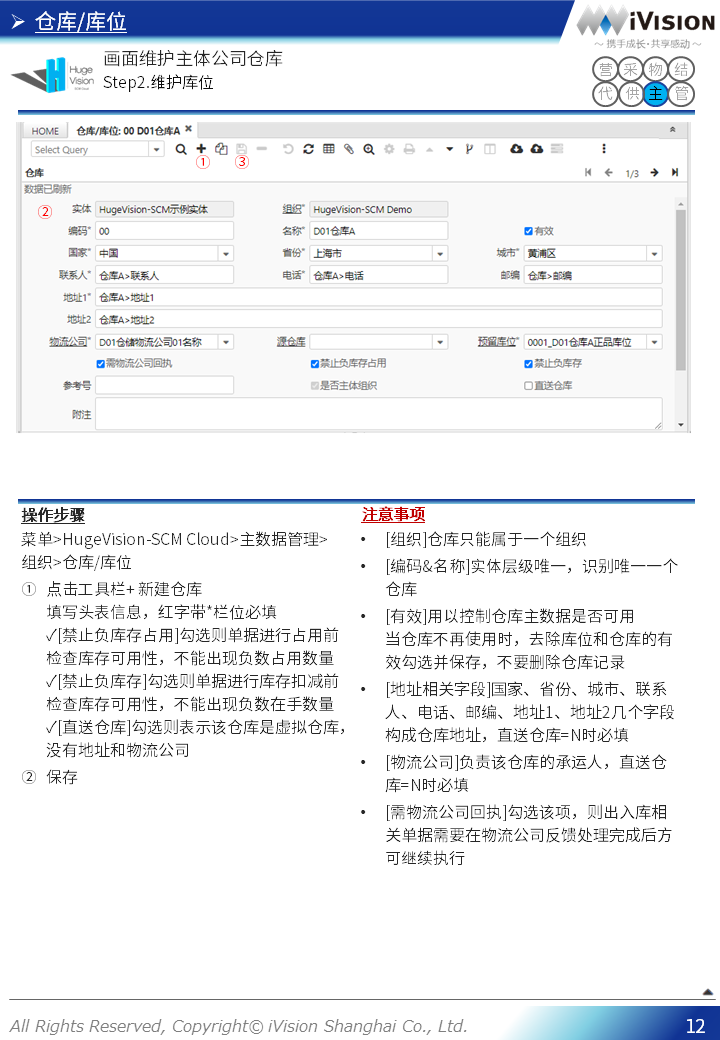 ➢ 仓库/库位
iVision
～ 携手成长·共享感动 ～
Huge Vision
画面维护主体公司仓库
Step2.维护库位
营 采 物 结
代 供 主 管
HOME 仓库/库位: 00 D01仓库A ✖
Select Query
① ③
仓库 1/3
数据已刷新
② 实体 HugeVision-SCM示例实体 组织* HugeVision-SCM Demo
编码* 00 名称* D01仓库A 有效
国家* 中国 省份* 上海市 城市* 黄浦区
联系人* 仓库A>联系人 电话* 仓库A>电话 邮编 仓库>邮编
地址1* 仓库A>地址1
地址2 仓库A>地址2
物流公司* D01仓储物流公司01名称 源仓库 预留库位* 0001_D01仓库A正品库位
需物流公司回执 禁止负库存占用 禁止负库存
参考号 是否主体组织 直送仓库
附注
操作步骤
菜单>HugeVision-SCM Cloud>主数据管理>
组织>仓库/库位
① 点击工具栏+ 新建仓库
填写头表信息，红字带*栏位必填
✓[禁止负库存占用]勾选则单据进行占用前
检查库存可用性，不能出现负数占用数量
✓[禁止负库存]勾选则单据进行库存扣减前
检查库存可用性，不能出现负数在手数量
✓[直送仓库]勾选则表示该仓库是虚拟仓库，
没有地址和物流公司
② 保存
注意事项
• [组织]仓库只能属于一个组织
• [编码&名称]实体层级唯一，识别唯一一个
仓库
• [有效]用以控制仓库主数据是否可用
当仓库不再使用时，去除库位和仓库的有
效勾选并保存，不要删除仓库记录
• [地址相关字段]国家、省份、城市、联系
人、电话、邮编、地址1、地址2几个字段
构成仓库地址，直送仓库=N时必填
• [物流公司]负责该仓库的承运人，直送仓
库=N时必填
• [需物流公司回执]勾选该项，则出入库相
关单据需要在物流公司反馈处理完成后方
可继续执行
All Rights Reserved, Copyright© iVision Shanghai Co., Ltd.
12